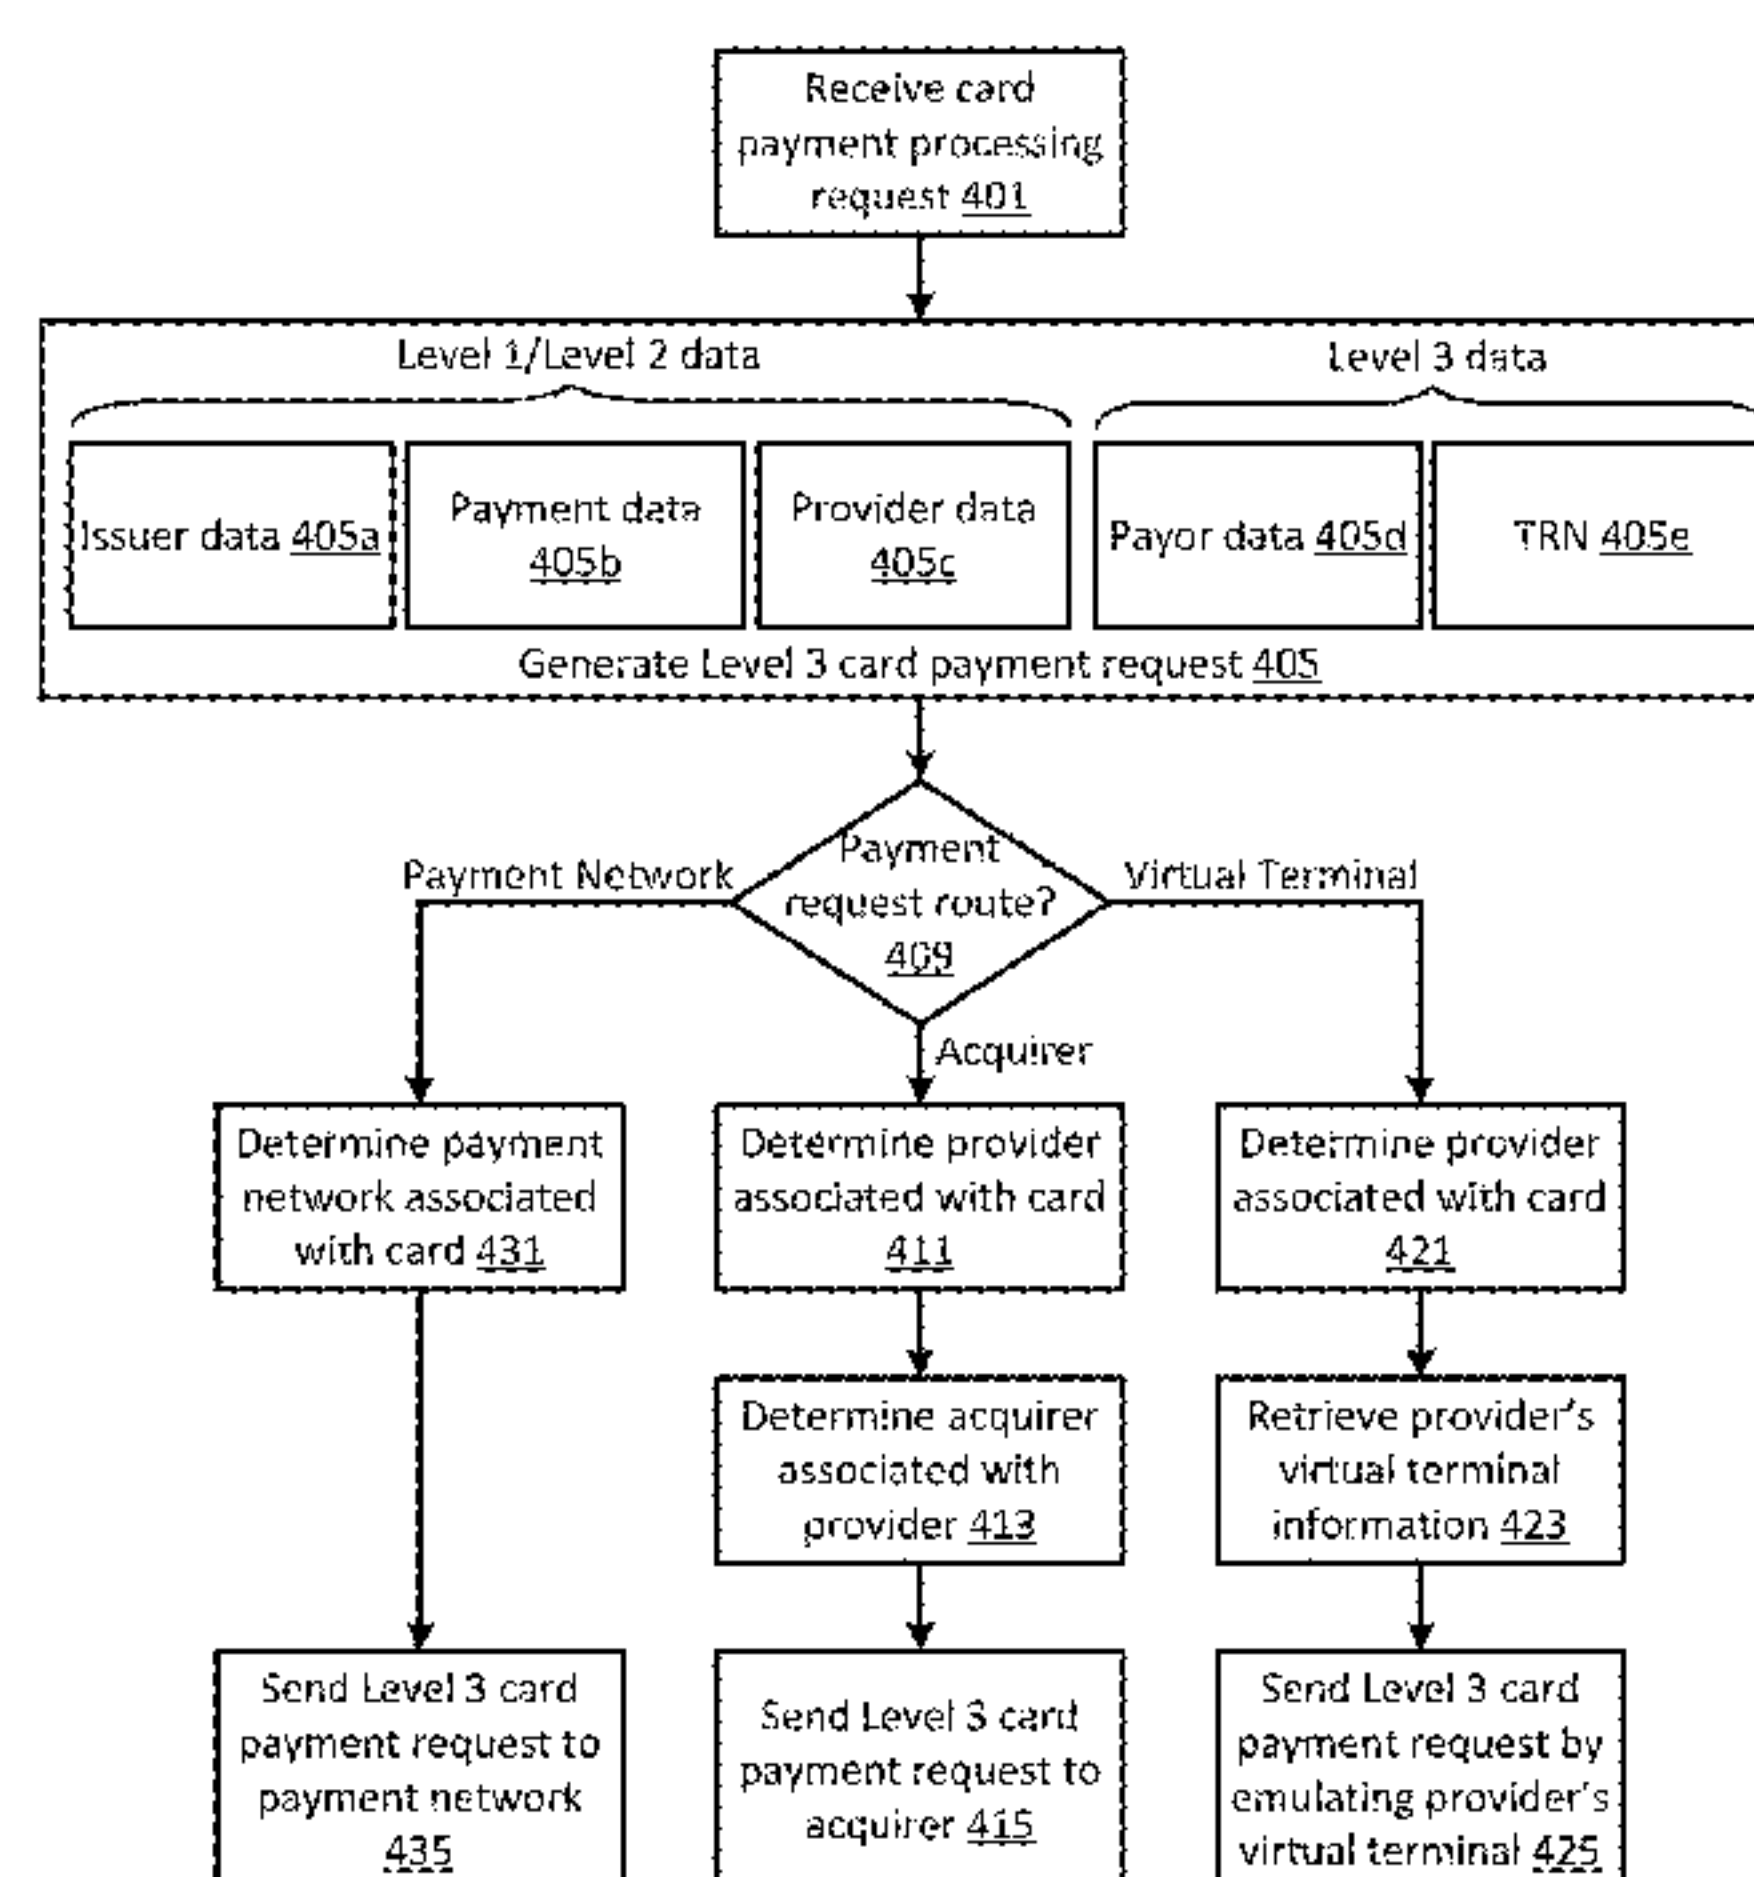 Receive card
payment processing
request 401
Level 1/Level 2 data
Level 3 data
Issuer data 405a
Payment data
405b
Provider data
405c
Payor data 405d
TRN 405e
Generate Level 3 card payment request 405
Payment
request route?
409
Payment Network
Virtual Terminal
Acquirer
Determine payment
network associated
with card 431
Determine provider
associated with card
411
Determine provider
associated with card
421
Determine acquirer
associated with
provider 413
Retrieve provider's
virtual terminal
information 423
Send Level 3 card
payment request to
payment network
435
Send Level 3 card
payment request to
acquirer 415
Send Level 3 card
payment request by
emulating provider's
virtual terminal 425